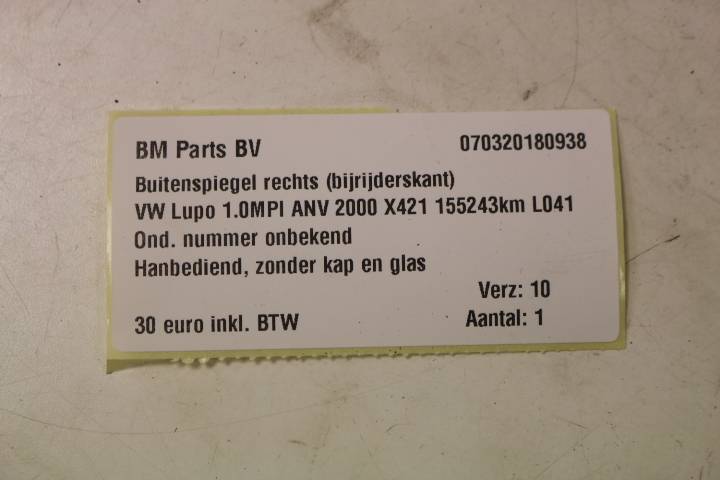 BM Parts BV 070320180938
Buitenspiegel rechts (bijrijderskant)
VW Lupo 1.0MPI ANV 2000 X421 155243km L041
Ond. nummer onbekend
Hanbediend, zonder kap en glas
Verz: 10
30 euro inkl. BTW Aantal: 1